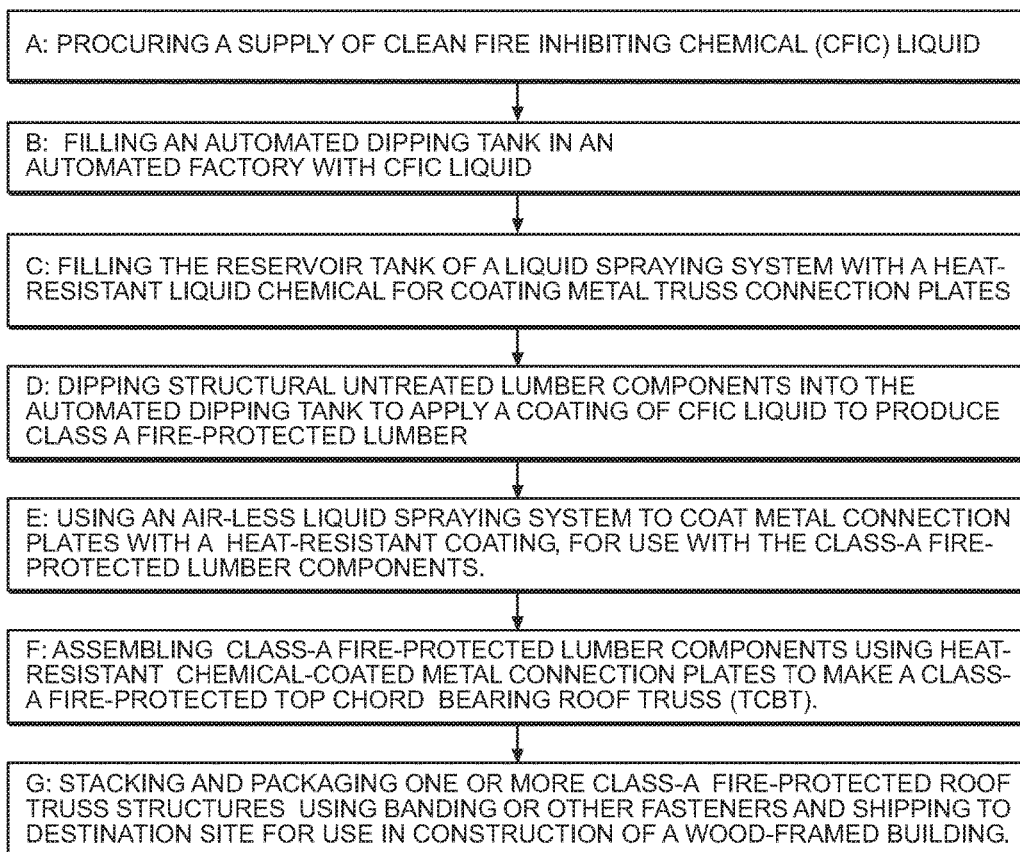 A: PROCURING A SUPPLY OF CLEAN FIRE INHIBITING CHEMICAL (CFIC) LIQUID
B: FILLING AN AUTOMATED DIPPING TANK IN AN
AUTOMATED FACTORY WITH CFIC LIQUID
C: FILLING THE RESERVOIR TANK OF A LIQUID SPRAYING SYSTEM WITH A HEAT-
RESISTANT LIQUID CHEMICAL FOR COATING METAL TRUSS CONNECTION PLATES
D: DIPPING STRUCTURAL UNTREATED LUMBER COMPONENTS INTO THE
AUTOMATED DIPPING TANK TO APPLY A COATING OF CFIC LIQUID TO PRODUCE
CLASS A FIRE-PROTECTED LUMBER
E: USING AN AIR-LESS LIQUID SPRAYING SYSTEM TO COAT METAL CONNECTION
PLATES WITH A HEAT-RESISTANT COATING, FOR USE WITH THE CLASS-A FIRE-
PROTECTED LUMBER COMPONENTS.
F: ASSEMBLING CLASS-A FIRE-PROTECTED LUMBER COMPONENTS USING HEAT-
RESISTANT CHEMICAL-COATED METAL CONNECTION PLATES TO MAKE A CLASS-
A FIRE-PROTECTED TOP CHORD BEARING ROOF TRUSS (TCBT).
G: STACKING AND PACKAGING ONE OR MORE CLASS-A FIRE-PROTECTED ROOF
TRUSS STRUCTURES USING BANDING OR OTHER FASTENERS AND SHIPPING TO
DESTINATION SITE FOR USE IN CONSTRUCTION OF A WOOD-FRAMED BUILDING.